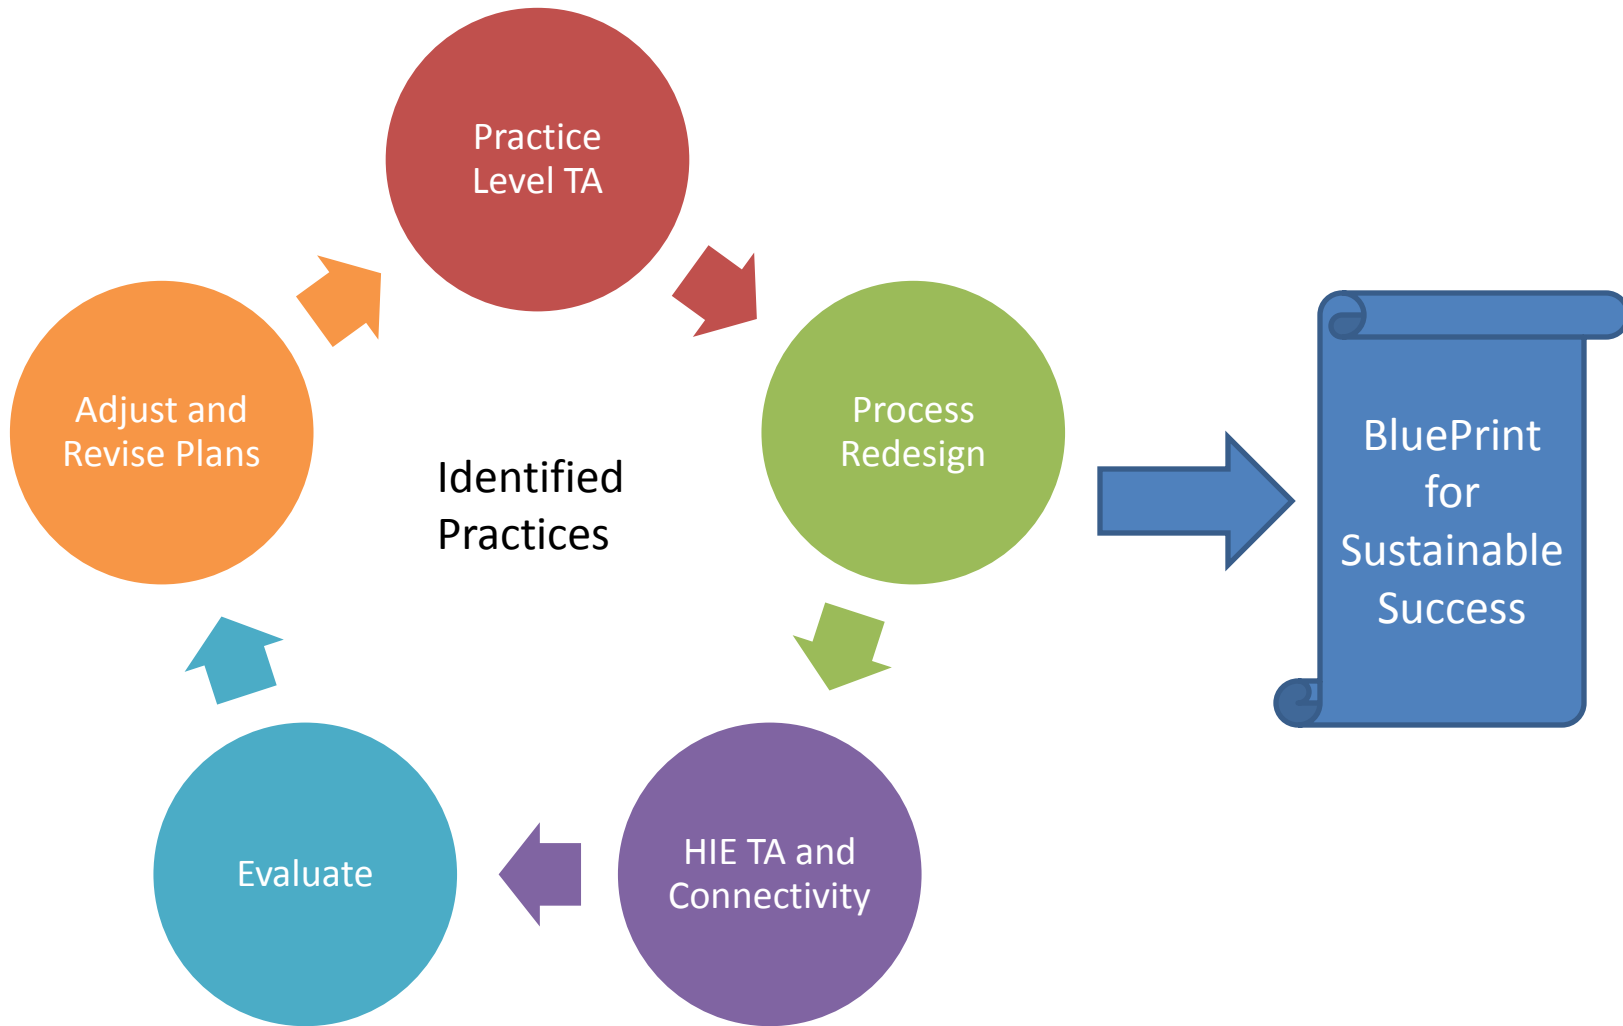 Practice
Level TA
Process
Redesign
HIE TA and
Connectivity
Evaluate
Adjust and
Revise Plans
Identified
Practices
BluePrint
for
Sustainable
Success